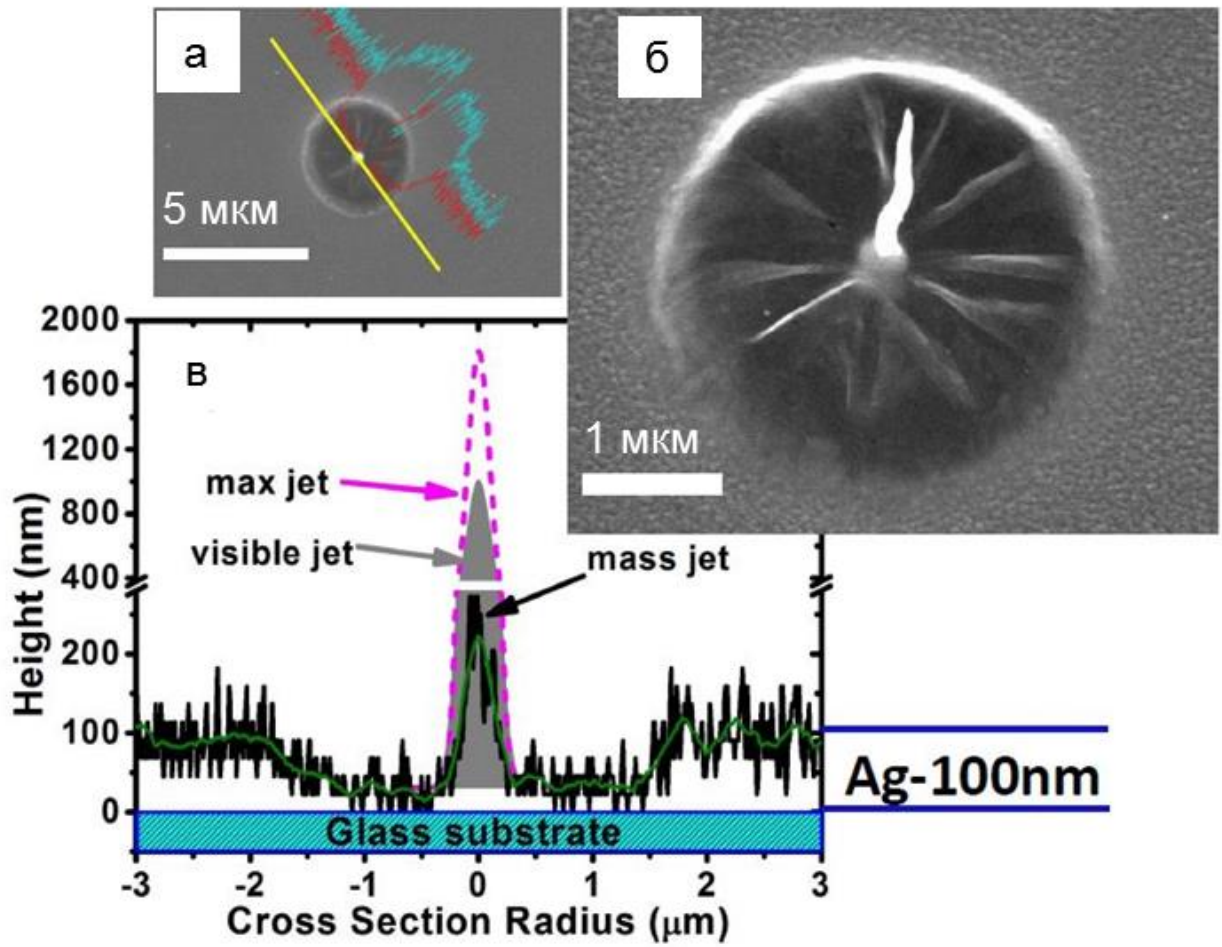 а
5 мкм
б
1 мкм
в
2000
1600
1200
800
400
200
100
0
Height (nm)
max jet
visible jet
mass jet
Ag-100nm
Glass substrate
-3 -2 -1 0 1 2 3
Cross Section Radius (μm)